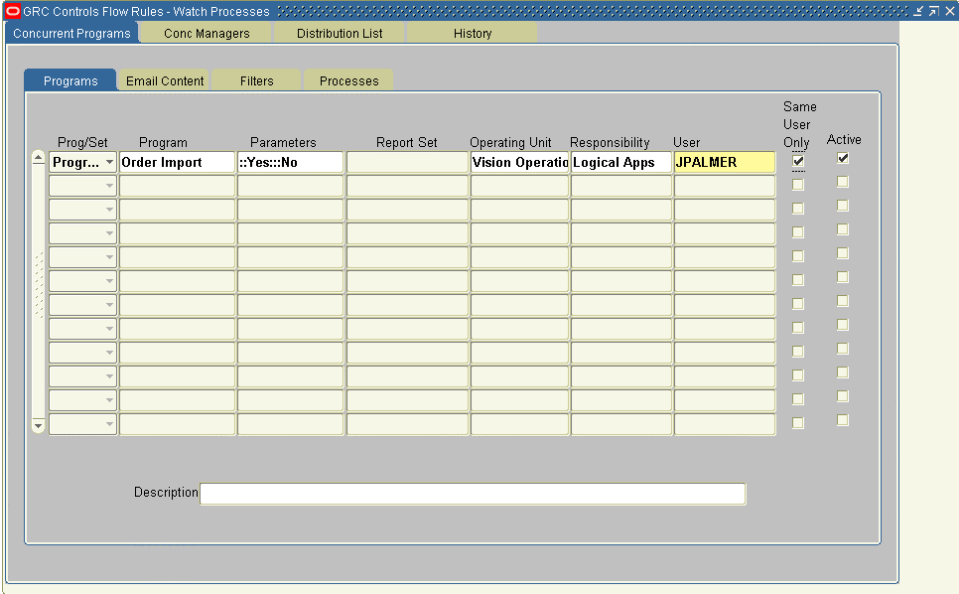 GRC Controls Flow Rules - Watch Processes
Concurrent Programs Conc Managers Distribution List History
Programs Email Content Filters Processes
Same
User
Prog/Set Program Parameters Report Set Operating Unit Responsibility User Only Active
Progr... Order Import ::Yes:::No Vision Operatio Logical Apps JPALMER
Description